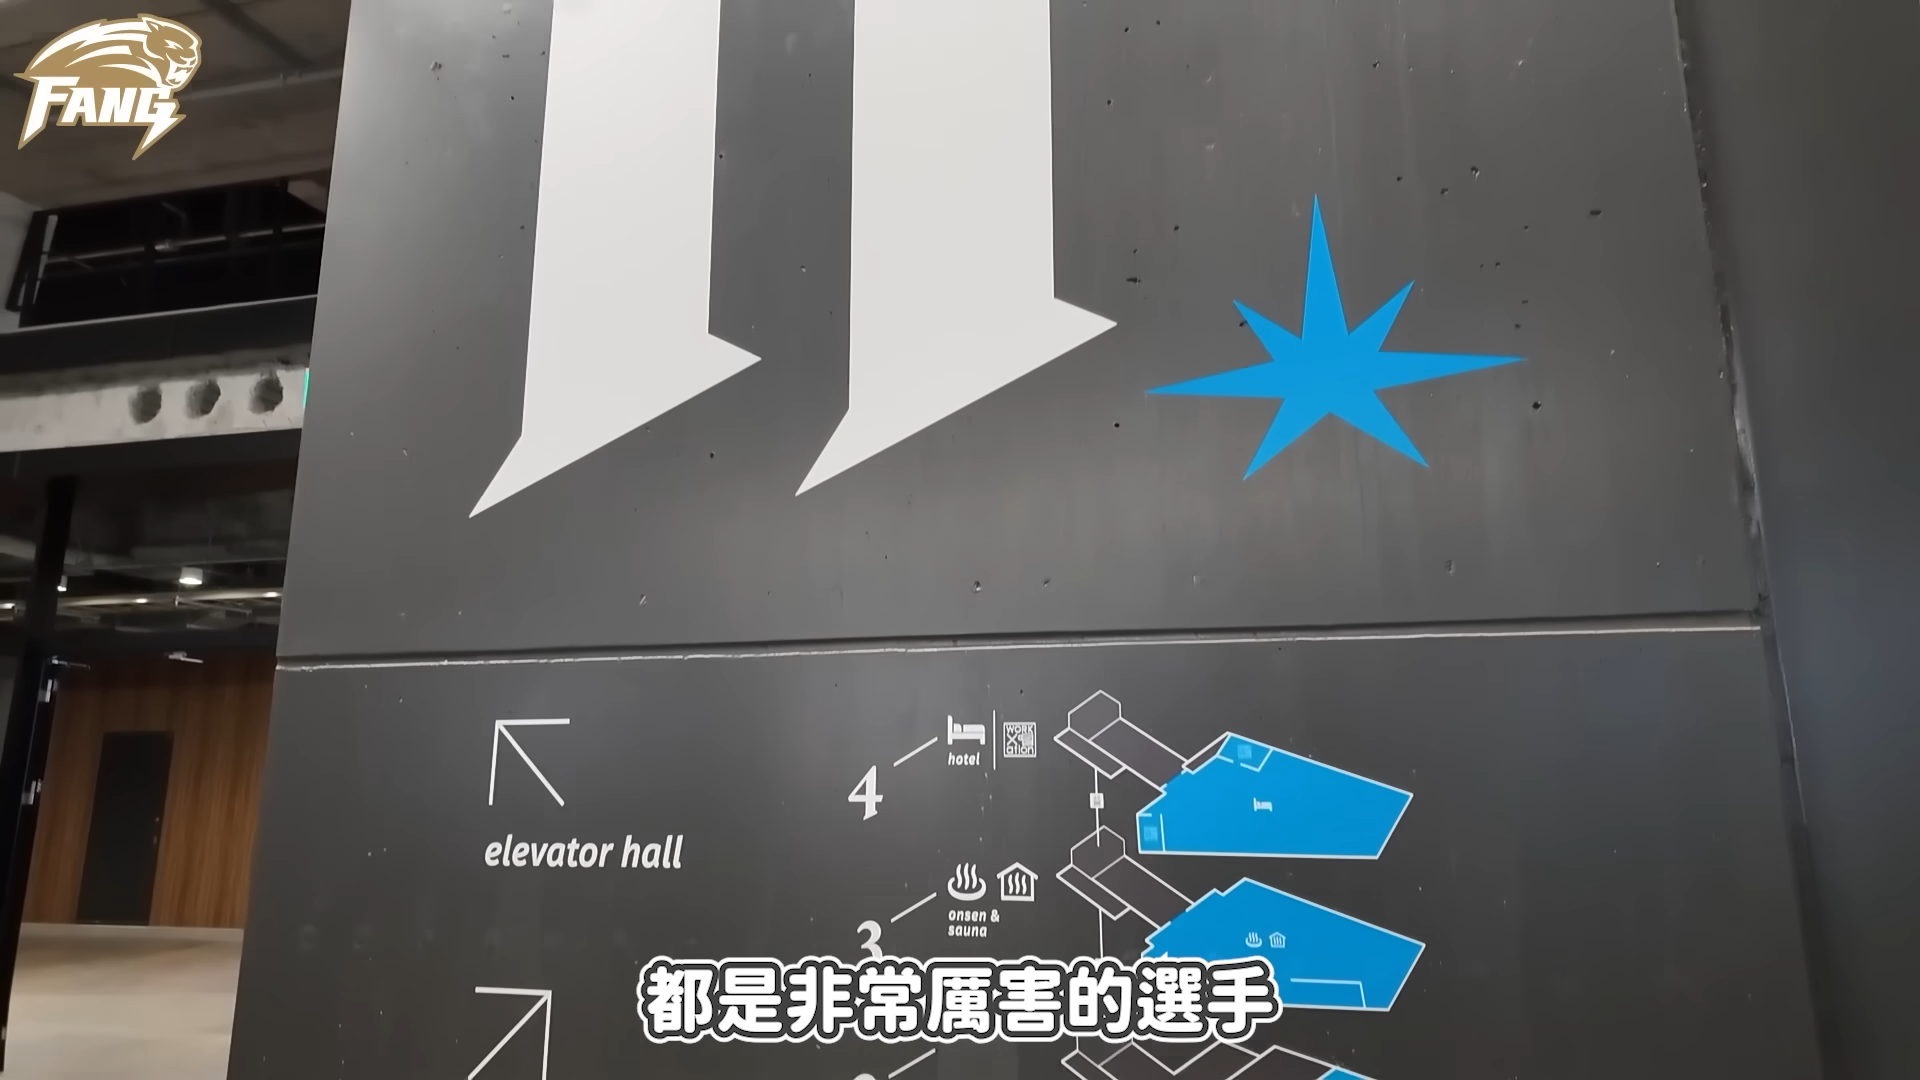 FANG
11
4
hotel
WORK
X
ation
elevator hall
3
onsen &
sauna
都是非常厲害的選手